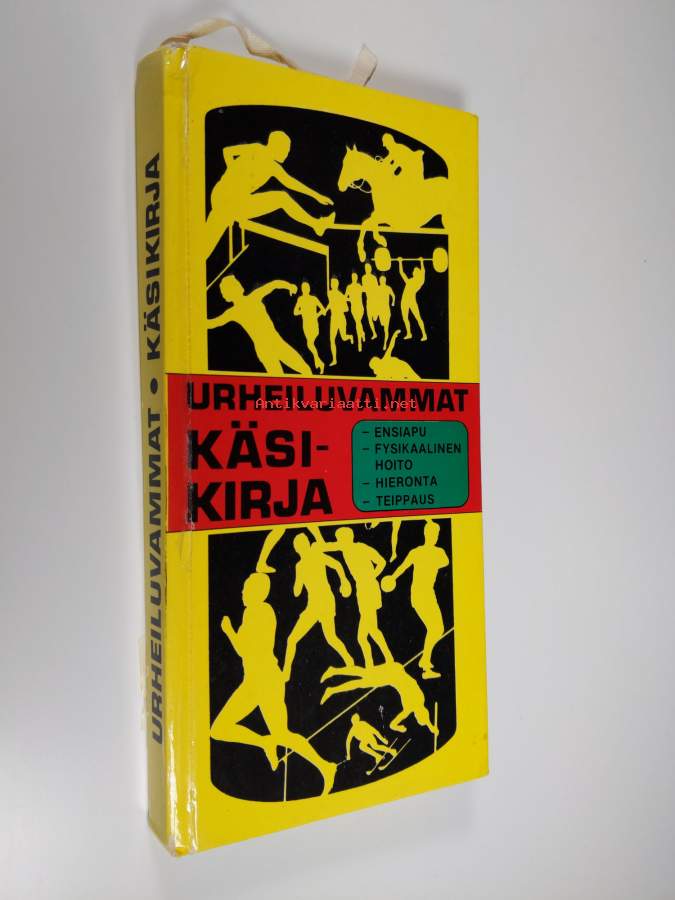 URHEILUVAMMAT • KÄSIKIRJA
URHEILUVAMMAT
Antikvariaatti.net
KÄSI-
KIRJA
- ENSIAPU
- FYSIKAALINEN
HOITO
- HIERONTA
- TEIPPAUS